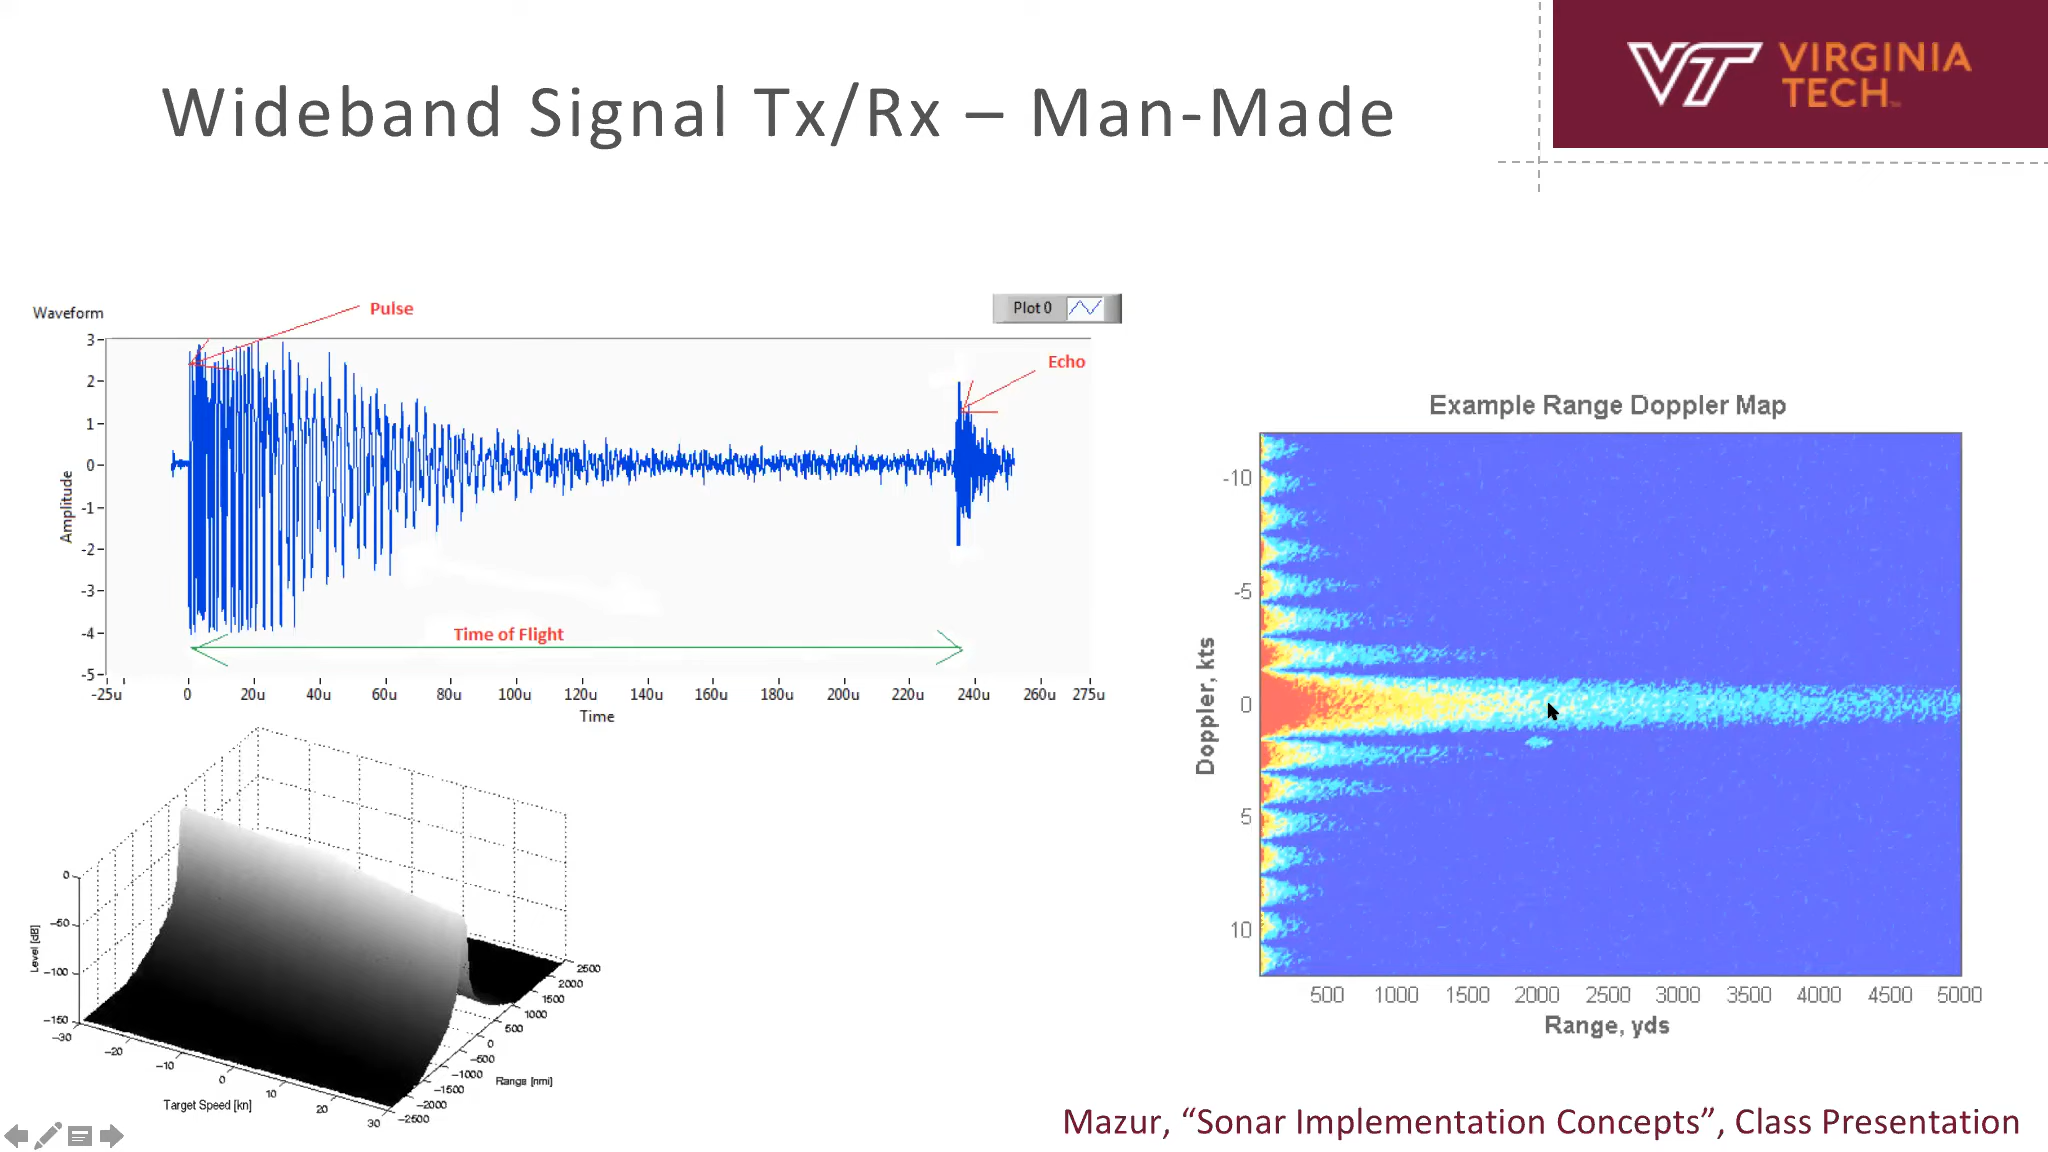 Wideband Signal Tx/Rx – Man-Made
VT VIRGINIA
TECH
Waveform
Pulse
Plot 0
Echo
Amplitude
3
2
1
0
-1
-2
-3
-4
-5
Time of Flight
-25u 0 20u 40u 60u 80u 100u 120u 140u 160u 180u 200u 220u 240u 260u 275u
Time
Example Range Doppler Map
Doppler, kts
-10
-5
0
5
10
500 1000 1500 2000 2500 3000 3500 4000 4500 5000
Range, yds
Level [dB]
0
-50
-100
-150
-30 -20 -10 0 10 20 30
Target Speed [kn]
2500
2000
1500
1000
500
0
-500
-1000
-1500
-2000
-2500
Range [nmi]
Mazur, “Sonar Implementation Concepts”, Class Presentation